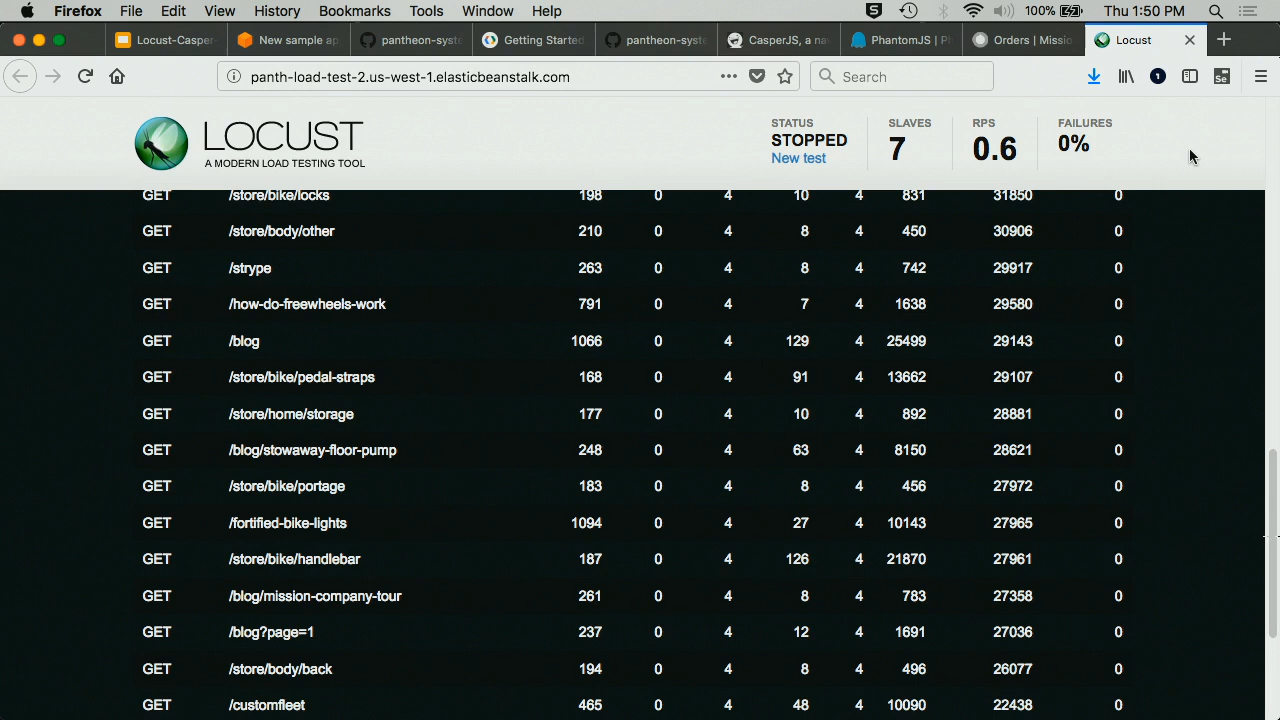 Firefox File Edit View History Bookmarks Tools Window Help S 100% Thu 1:50 PM
Locust-Casper- New sample ap pantheon-syste Getting Started pantheon-syste CasperJS, a na PhantomJS | Ph Orders | Missio Locust
panth-load-test-2.us-west-1.elasticbeanstalk.com Search 1 Se
LOCUST
A MODERN LOAD TESTING TOOL
STATUS SLAVES RPS FAILURES
STOPPED 7 0.6 0%
New test
GET /store/bike/locks 198 0 4 10 4 831 31850 0
GET /store/body/other 210 0 4 8 4 450 30906 0
GET /strype 263 0 4 8 4 742 29917 0
GET /how-do-freewheels-work 791 0 4 7 4 1638 29580 0
GET /blog 1066 0 4 129 4 25499 29143 0
GET /store/bike/pedal-straps 168 0 4 91 4 13662 29107 0
GET /store/home/storage 177 0 4 10 4 892 28881 0
GET /blog/stowaway-floor-pump 248 0 4 63 4 8150 28621 0
GET /store/bike/portage 183 0 4 8 4 456 27972 0
GET /fortified-bike-lights 1094 0 4 27 4 10143 27965 0
GET /store/bike/handlebar 187 0 4 126 4 21870 27961 0
GET /blog/mission-company-tour 261 0 4 8 4 783 27358 0
GET /blog?page=1 237 0 4 12 4 1691 27036 0
GET /store/body/back 194 0 4 8 4 496 26077 0
GET /customfleet 465 0 4 48 4 10090 22438 0